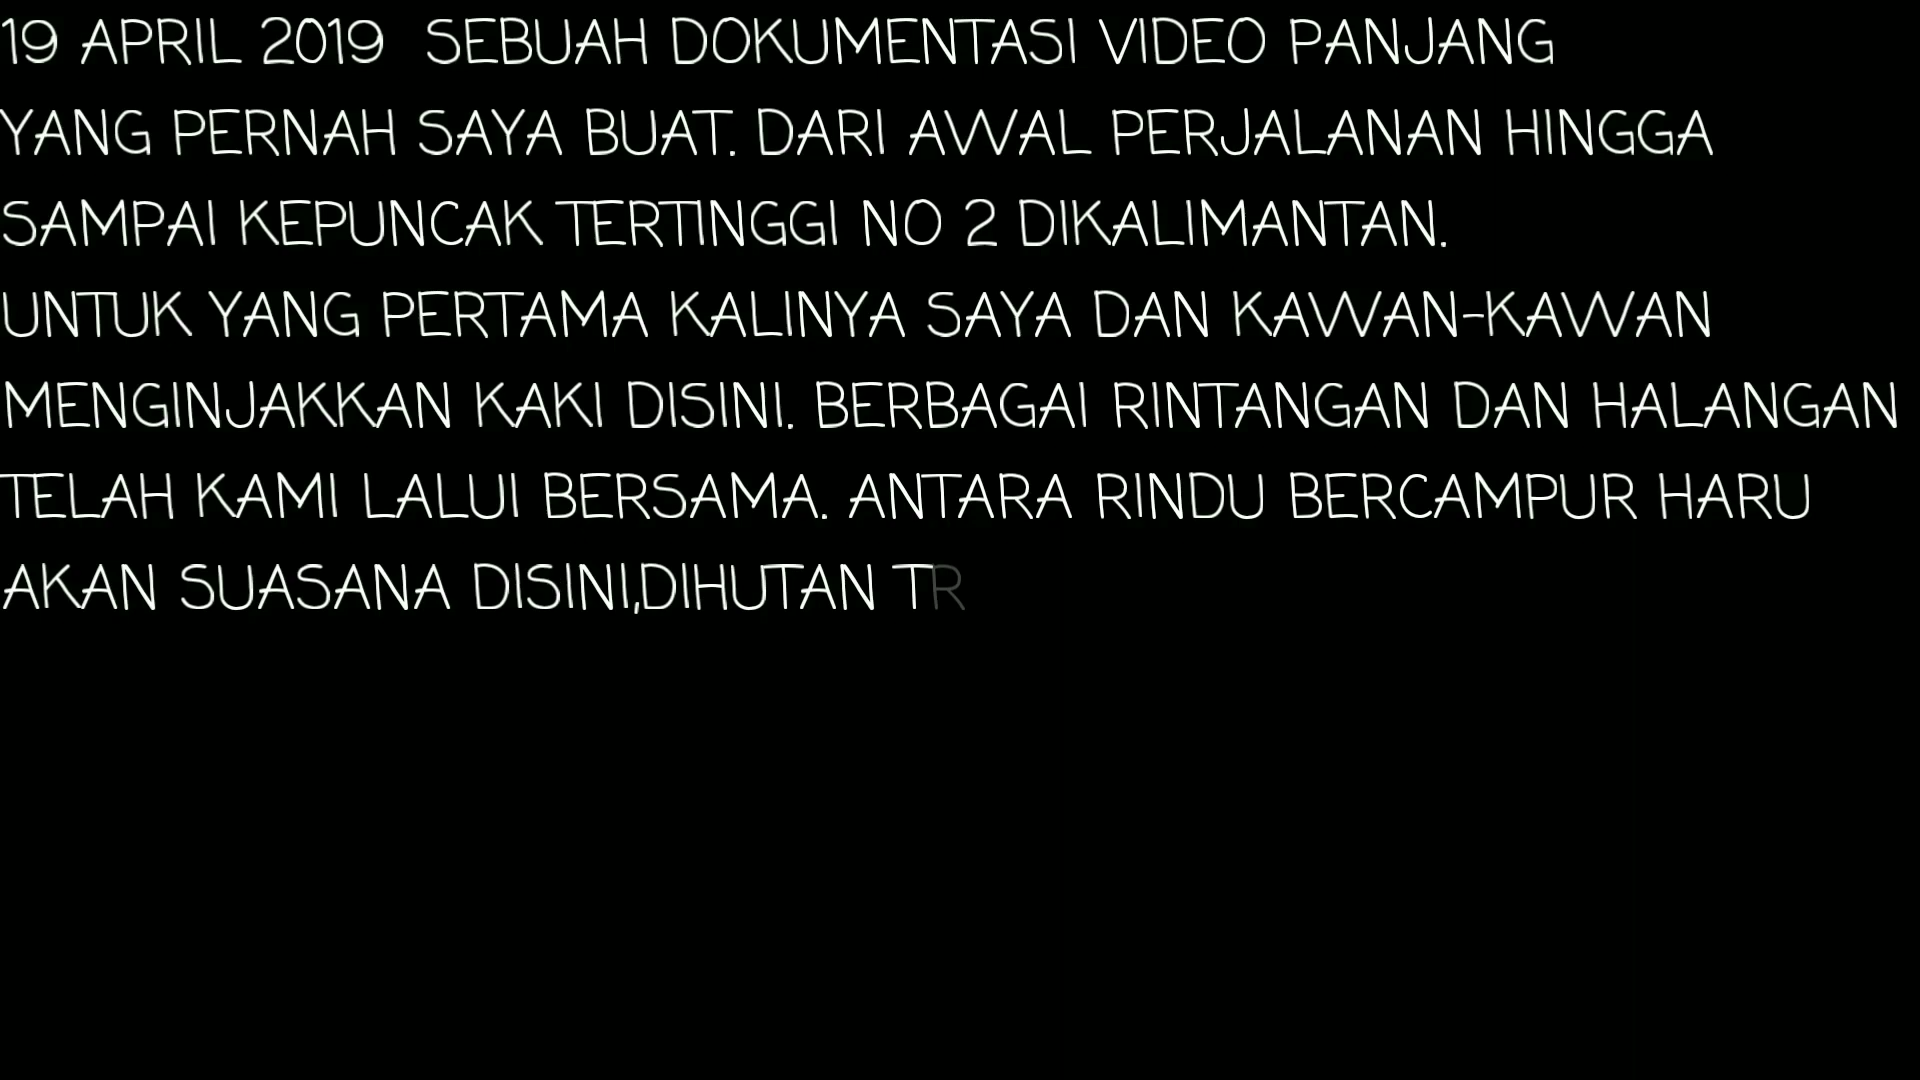 19 APRIL 2019  SEBUAH DOKUMENTASI VIDEO PANJANG
YANG PERNAH SAYA BUAT. DARI AWAL PERJALANAN HINGGA
SAMPAI KEPUNCAK TERTINGGI NO 2 DIKALIMANTAN.
UNTUK YANG PERTAMA KALINYA SAYA DAN KAWAN-KAWAN
MENGINJAKKAN KAKI DISINI. BERBAGAI RINTANGAN DAN HALANGAN
TELAH KAMI LALUI BERSAMA. ANTARA RINDU BERCAMPUR HARU
AKAN SUASANA DISINI,DIHUTAN TR